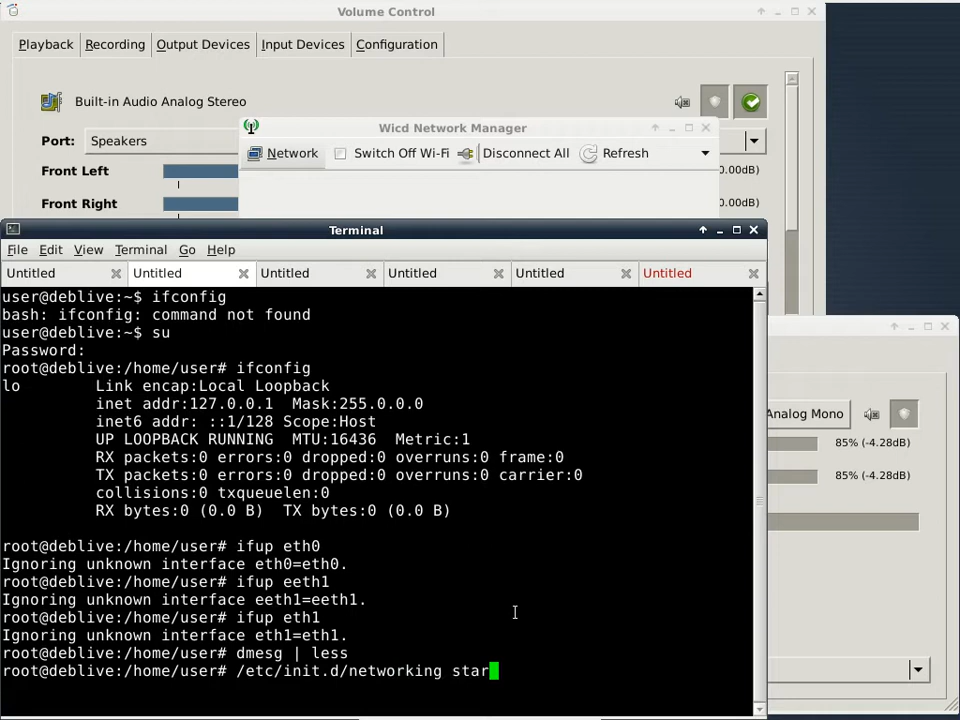 Volume Control
Playback Recording Output Devices Input Devices Configuration
Built-in Audio Analog Stereo
Port: Speakers
Front Left
0.00dB)
Front Right
0.00dB)
Wicd Network Manager
Network Switch Off Wi-Fi Disconnect All Refresh
Terminal
File Edit View Terminal Go Help
Untitled Untitled Untitled Untitled Untitled Untitled
user@deblive:~$ ifconfig
bash: ifconfig: command not found
user@deblive:~$ su
Password:
root@deblive:/home/user# ifconfig
lo        Link encap:Local Loopback
          inet addr:127.0.0.1  Mask:255.0.0.0
          inet6 addr: ::1/128 Scope:Host
          UP LOOPBACK RUNNING  MTU:16436  Metric:1
          RX packets:0 errors:0 dropped:0 overruns:0 frame:0
          TX packets:0 errors:0 dropped:0 overruns:0 carrier:0
          collisions:0 txqueuelen:0
          RX bytes:0 (0.0 B)  TX bytes:0 (0.0 B)
root@deblive:/home/user# ifup eth0
Ignoring unknown interface eth0=eth0.
root@deblive:/home/user# ifup eeth1
Ignoring unknown interface eeth1=eeth1.
root@deblive:/home/user# ifup eth1
Ignoring unknown interface eth1=eth1.
root@deblive:/home/user# dmesg | less
root@deblive:/home/user# /etc/init.d/networking star
Analog Mono
85% (-4.28dB)
85% (-4.28dB)